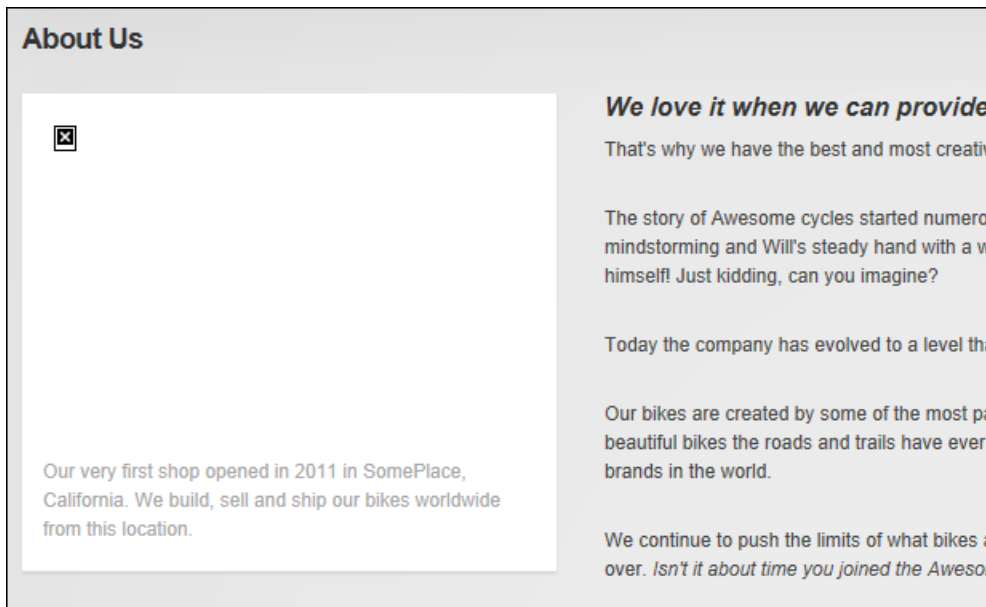 About Us
Our very first shop opened in 2011 in SomePlace,
California. We build, sell and ship our bikes worldwide
from this location.
We love it when we can provide
That's why we have the best and most
The story of Awesome cycles started
mindstorming and Will's steady hand with a
himself! Just kidding, can you imagine?
Today the company has evolved to a level
Our bikes are created by some of the most
beautiful bikes the roads and trails have ever
brands in the world.
We continue to push the limits of what bikes
over. Isn't it about time you joined the